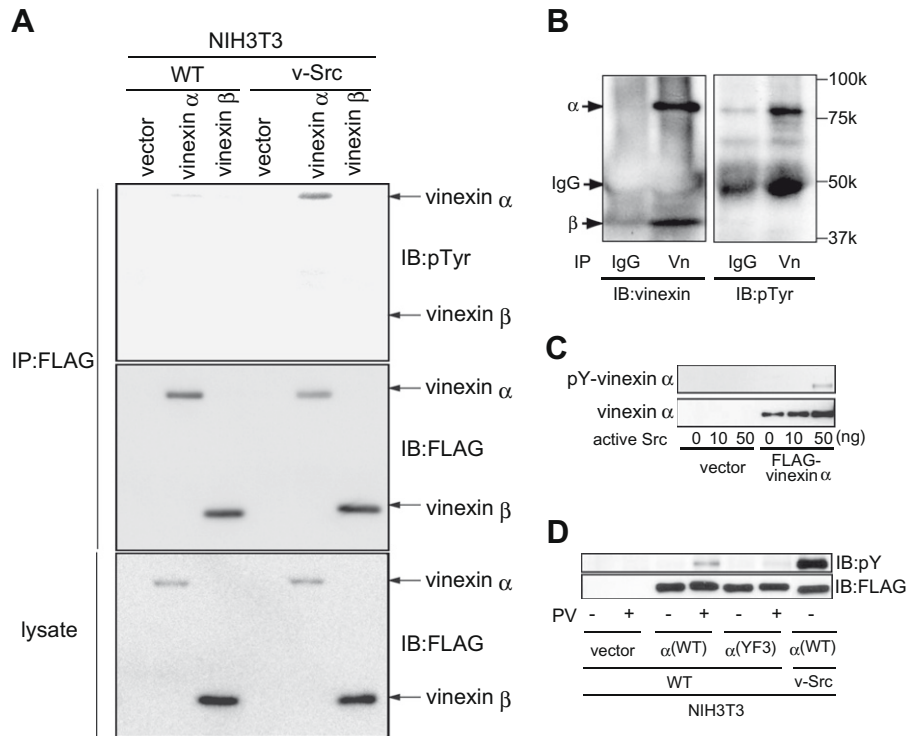 A
NIH3T3
WT v-Src
vector vinexin α vinexin β vector vinexin α vinexin β
vinexin α
IB:pTyr
vinexin β
IP:FLAG
vinexin α
IB:FLAG
vinexin β
vinexin α
lysate
IB:FLAG
vinexin β
B
α
IgG
β
100k
75k
50k
37k
IP IgG Vn IgG Vn
IB:vinexin IB:pTyr
C
pY-vinexin α
vinexin α
active Src 0 10 50 0 10 50 (ng)
vector FLAG-
vinexin α
D
IB:pY
IB:FLAG
PV - + - + - + -
vector α(WT) α(YF3) α(WT)
WT v-Src
NIH3T3